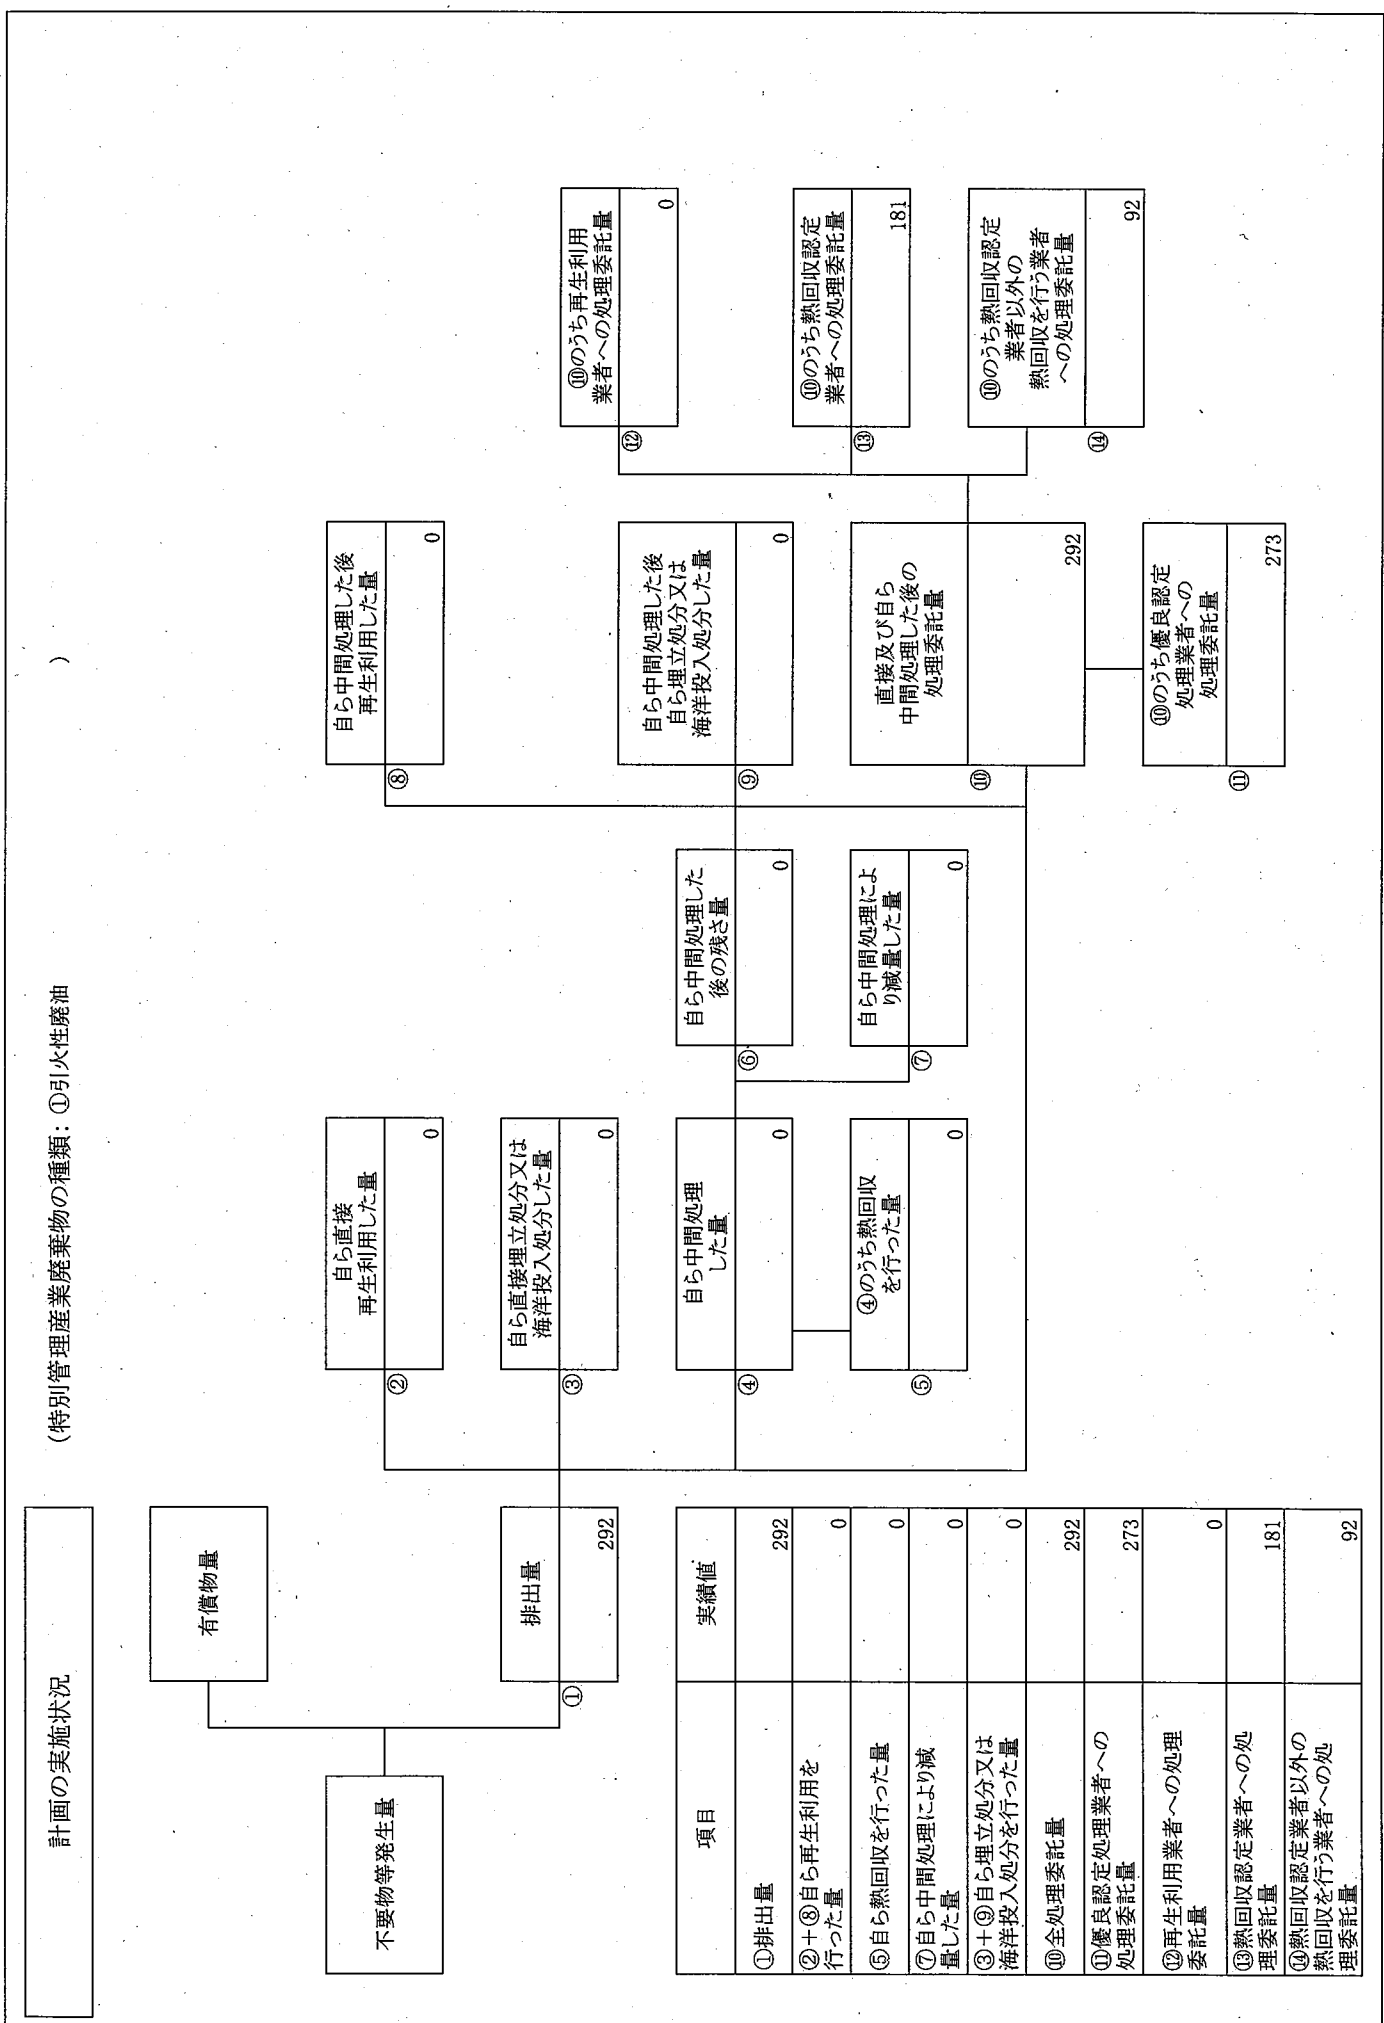 計画の実施状況
(特別管理産業廃棄物の種類：①引火性廃油 )
不要物等発生量
有償物量
①
排出量
292
②
自ら直接
再生利用した量
0
③
自ら直接埋立処分又は
海洋投入処分した量
0
④
自ら中間処理
した量
0
⑤
④のうち熱回収
を行った量
0
⑥
自ら中間処理した
後の残さ量
0
⑦
自ら中間処理によ
り減量した量
0
⑧
自ら中間処理した後
再生利用した量
0
⑨
自ら中間処理した後
自ら埋立処分又は
海洋投入処分した量
0
⑩
直接及び自ら
中間処理した後の
処理委託量
292
⑪
⑩のうち優良認定
処理業者への
処理委託量
273
⑫
⑩のうち再生利用
業者への処理委託量
0
⑬
⑩のうち熱回収認定
業者への処理委託量
181
⑭
⑩のうち熱回収認定
業者以外の
熱回収を行う業者
への処理委託量
92
項目 実績値
①排出量 292
②＋⑧自ら再生利用を
行った量 0
⑤自ら熱回収を行った量 0
⑦自ら中間処理により減
量した量 0
③＋⑨自ら埋立処分又は
海洋投入処分を行った量 0
⑩全処理委託量 292
⑪優良認定処理業者への
処理委託量 273
⑫再生利用業者への処理
委託量 0
⑬熱回収認定業者への処
理委託量 181
⑭熱回収認定業者以外の
熱回収を行う業者への処
理委託量 92